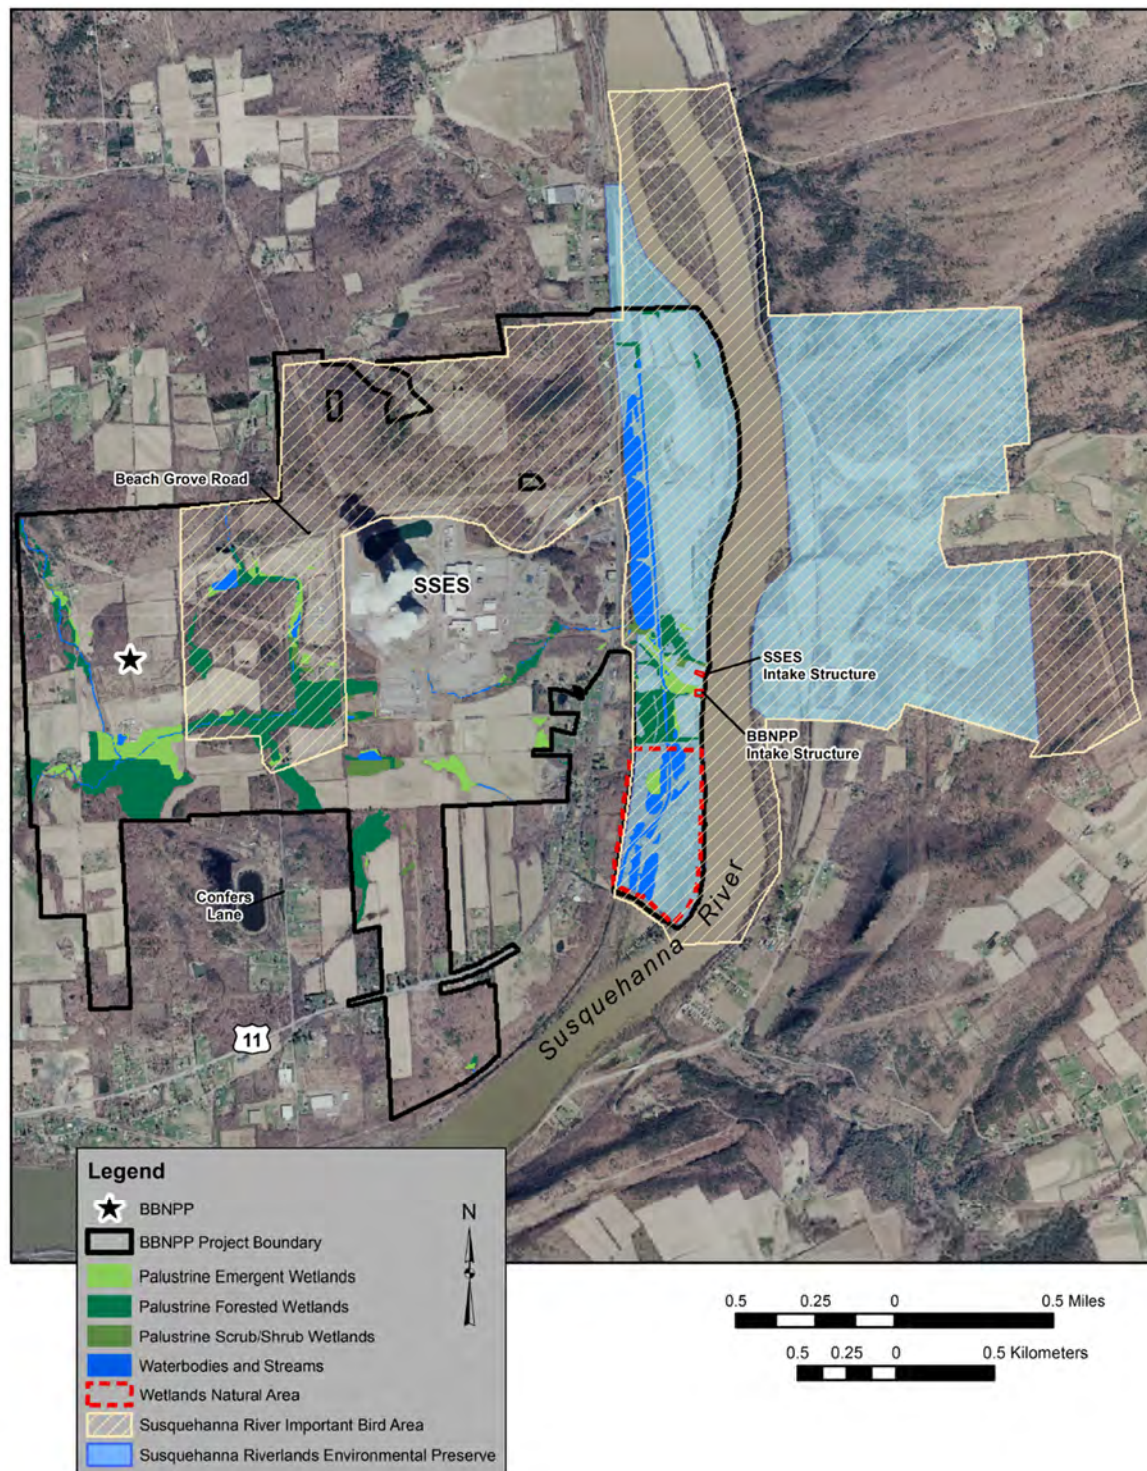 Beach Grove Road
SSES
SSES
Intake Structure
BBNPP
Intake Structure
Confers
Lane
Susquehanna River
11
Legend
BBNPP
BBNPP Project Boundary
Palustrine Emergent Wetlands
Palustrine Forested Wetlands
Palustrine Scrub/Shrub Wetlands
Waterbodies and Streams
Wetlands Natural Area
Susquehanna River Important Bird Area
Susquehanna Riverlands Environmental Preserve
N
0.5 0.25 0 0.5 Miles
0.5 0.25 0 0.5 Kilometers